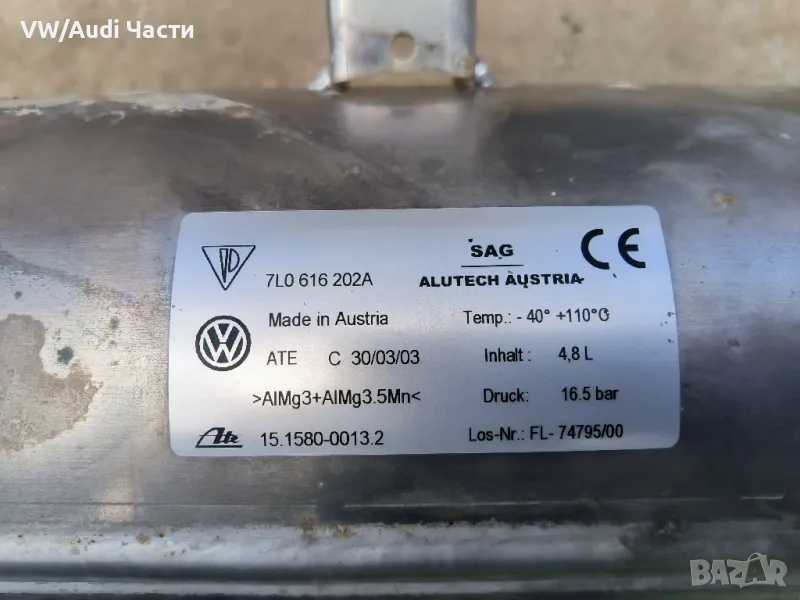 VW/Audi Части
SAG
7L0 616 202A
ALUTECH AUSTRIA
CE
Made in Austria
Temp.: - 40° +110°C
VW
ATE C 30/03/03
Inhalt: 4,8 L
>AlMg3+AlMg3.5Mn<
Druck: 16.5 bar
Ate 15.1580-0013.2
Los-Nr.: FL- 74795/00
BAZAR